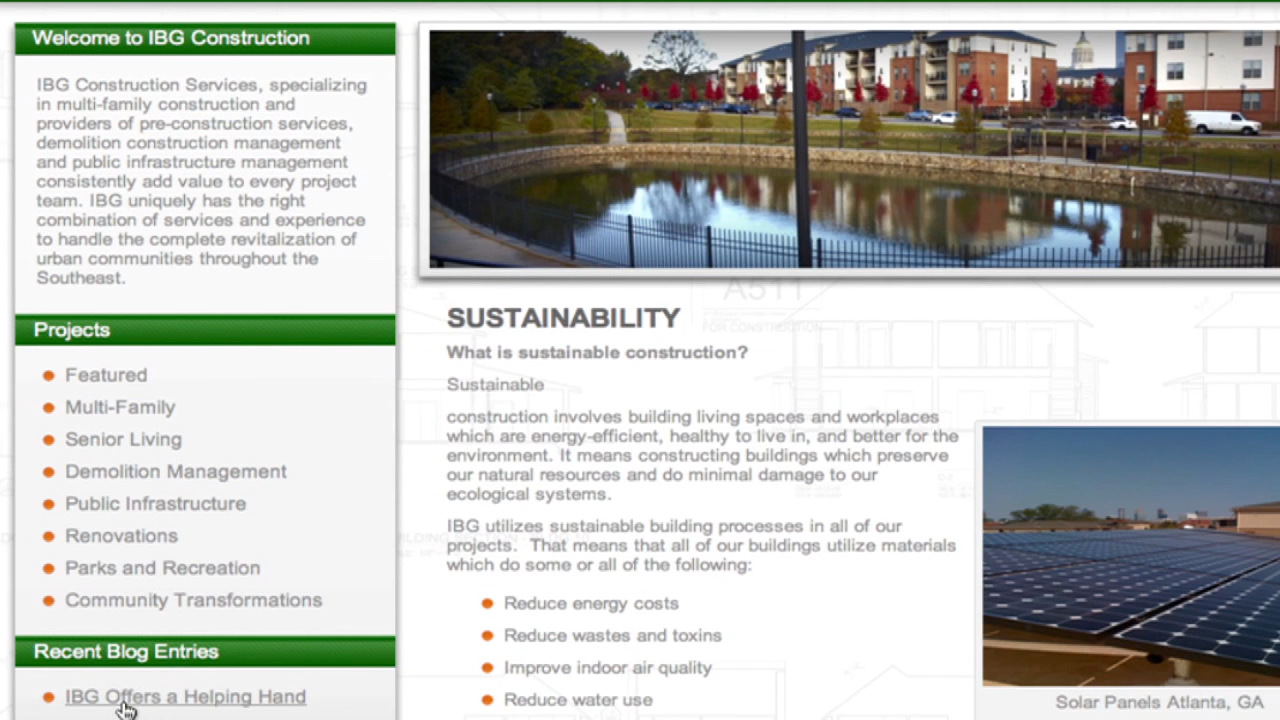 Welcome to IBG Construction
IBG Construction Services, specializing
in multi-family construction and
providers of pre-construction services,
demolition construction management
and public infrastructure management
consistently add value to every project
team. IBG uniquely has the right
combination of services and experience
to handle the complete revitalization of
urban communities throughout the
Southeast.
Projects
Featured
Multi-Family
Senior Living
Demolition Management
Public Infrastructure
Renovations
Parks and Recreation
Community Transformations
Recent Blog Entries
IBG Offers a Helping Hand
A511
FOR CONSTRUCTION
SUSTAINABILITY
What is sustainable construction?
Sustainable
construction involves building living spaces and workplaces
which are energy-efficient, healthy to live in, and better for the
environment. It means constructing buildings which preserve
our natural resources and do minimal damage to our
ecological systems.
IBG utilizes sustainable building processes in all of our
projects. That means that all of our buildings utilize materials
which do some or all of the following:
Reduce energy costs
Reduce wastes and toxins
Improve indoor air quality
Reduce water use
Solar Panels Atlanta, GA